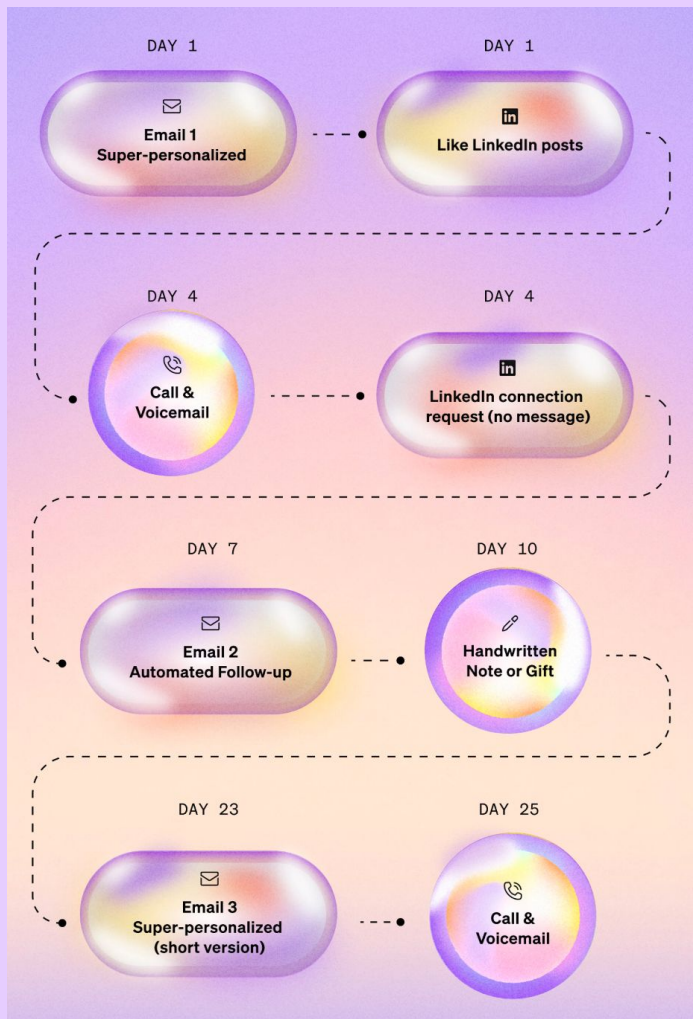 DAY 1
Email 1
Super-personalized
DAY 1
in
Like LinkedIn posts
DAY 4
Call &
Voicemail
DAY 4
in
LinkedIn connection
request (no message)
DAY 7
Email 2
Automated Follow-up
DAY 10
Handwritten
Note or Gift
DAY 23
Email 3
Super-personalized
(short version)
DAY 25
Call &
Voicemail